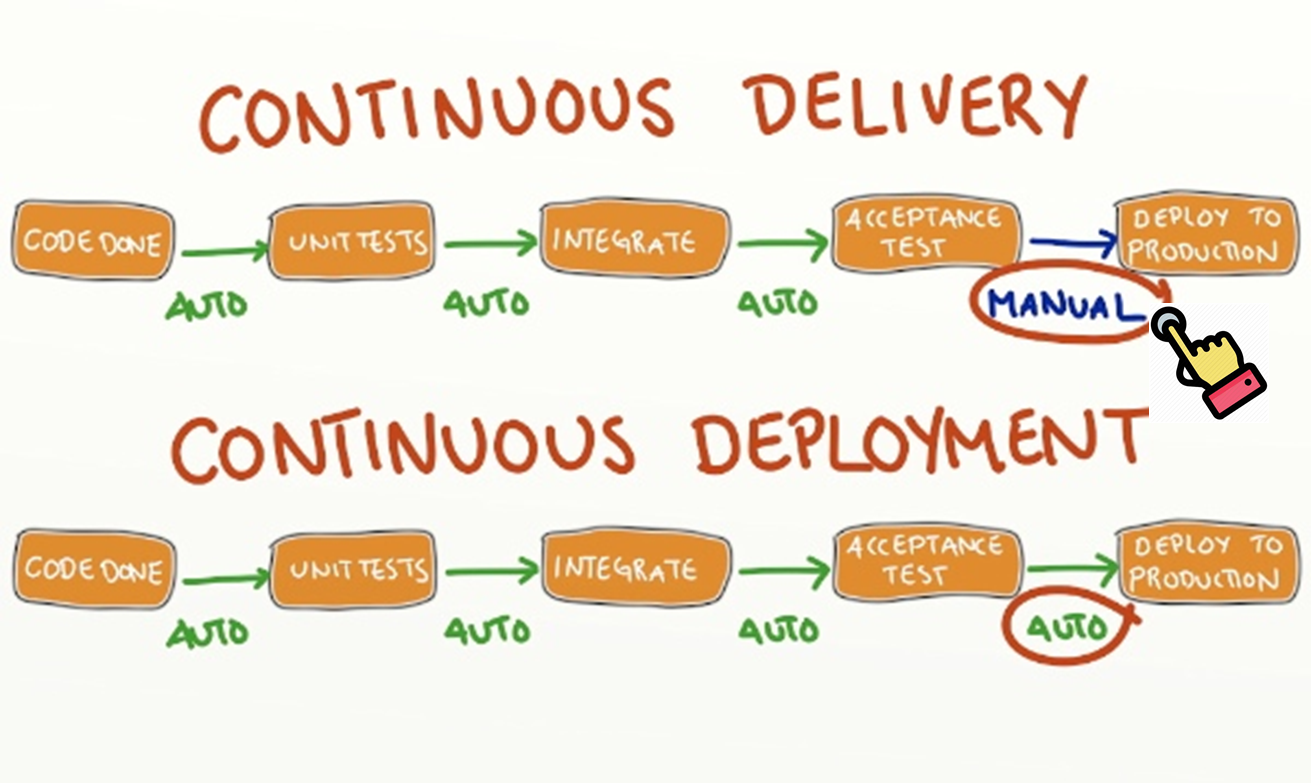 CONTINUOUS DELIVERY
CODE DONE
UNIT TESTS
INTEGRATE
ACCEPTANCE
TEST
DEPLOY TO
PRODUCTION
AUTO
AUTO
AUTO
MANUAL
CONTINUOUS DEPLOYMENT
CODE DONE
UNIT TESTS
INTEGRATE
ACCEPTANCE
TEST
DEPLOY TO
PRODUCTION
AUTO
AUTO
AUTO
AUTO